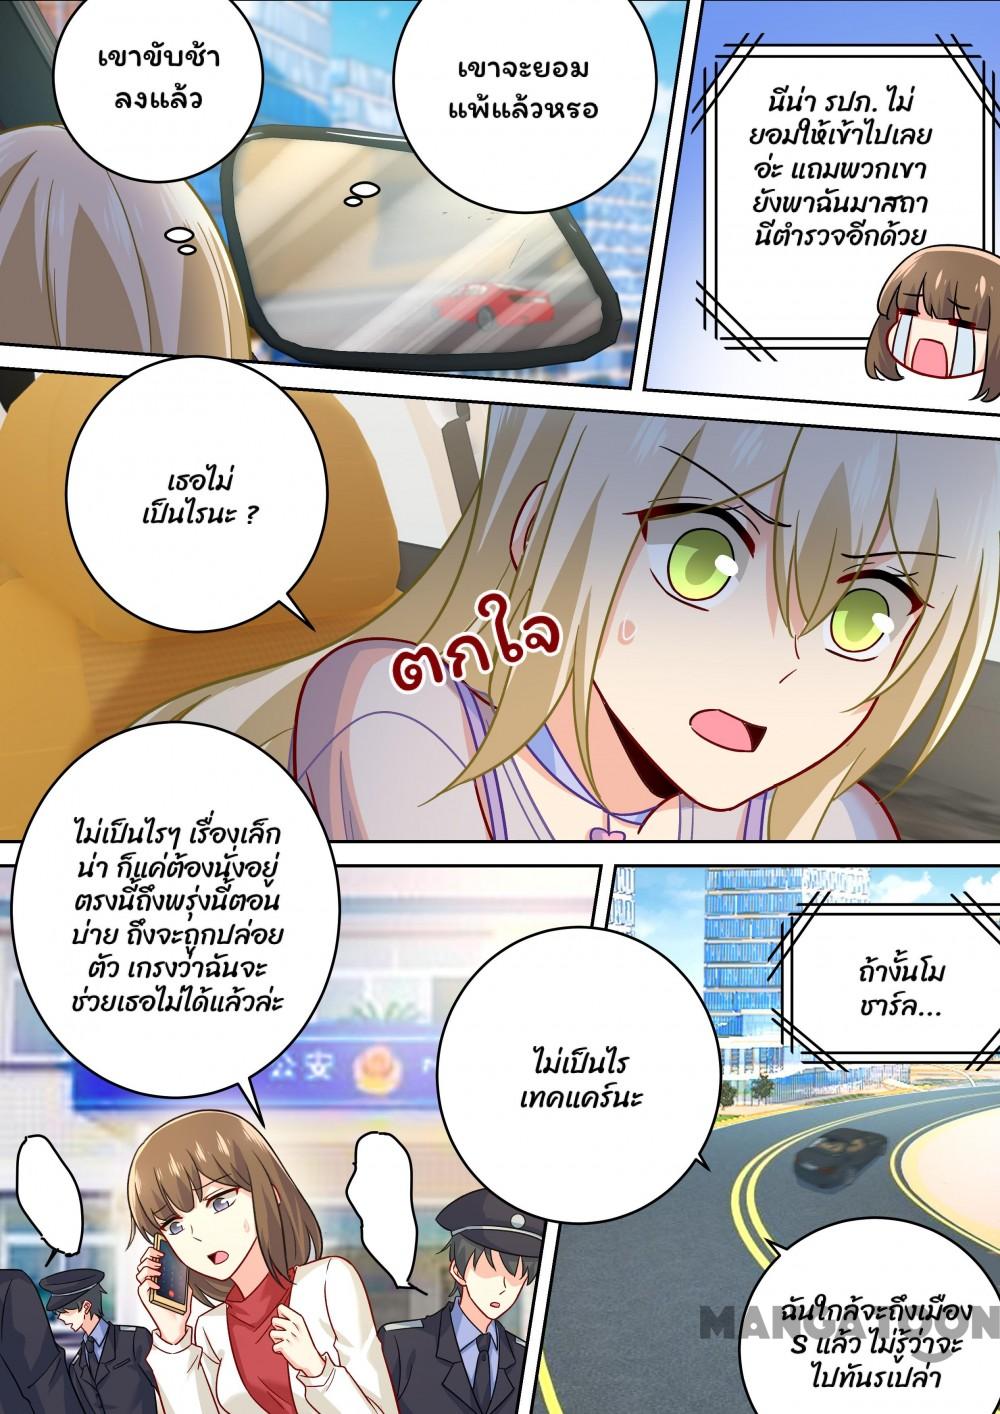 เขาขับช้า
ลงแล้ว
เขาจะยอม
แพ้แล้วหรอ
นีน่า รปภ. ไม่
ยอมให้เข้าไปเลย
อ่ะ แถมพวกเขา
ยังพาฉันมาสถา
นีตำรวจอีกด้วย
เธอไม่
เป็นไรนะ ?
ตกใจ
ไม่เป็นไรๆ เรื่องเล็ก
น่า ก็แค่ต้องนั่งอยู่
ตรงนี้ถึงพรุ่งนี้ตอน
บ่าย ถึงจะถูกปล่อย
ตัว เกรงว่าฉันจะ
ช่วยเธอไม่ได้แล้วล่ะ
公安
ไม่เป็นไร
เทคแคร์นะ
ถ้างั้นโม
ชาร์ล...
ฉันใกล้จะถึงเมือง
S แล้ว ไม่รู้ว่าจะ
ไปทันรเปล่า
MANGATOON